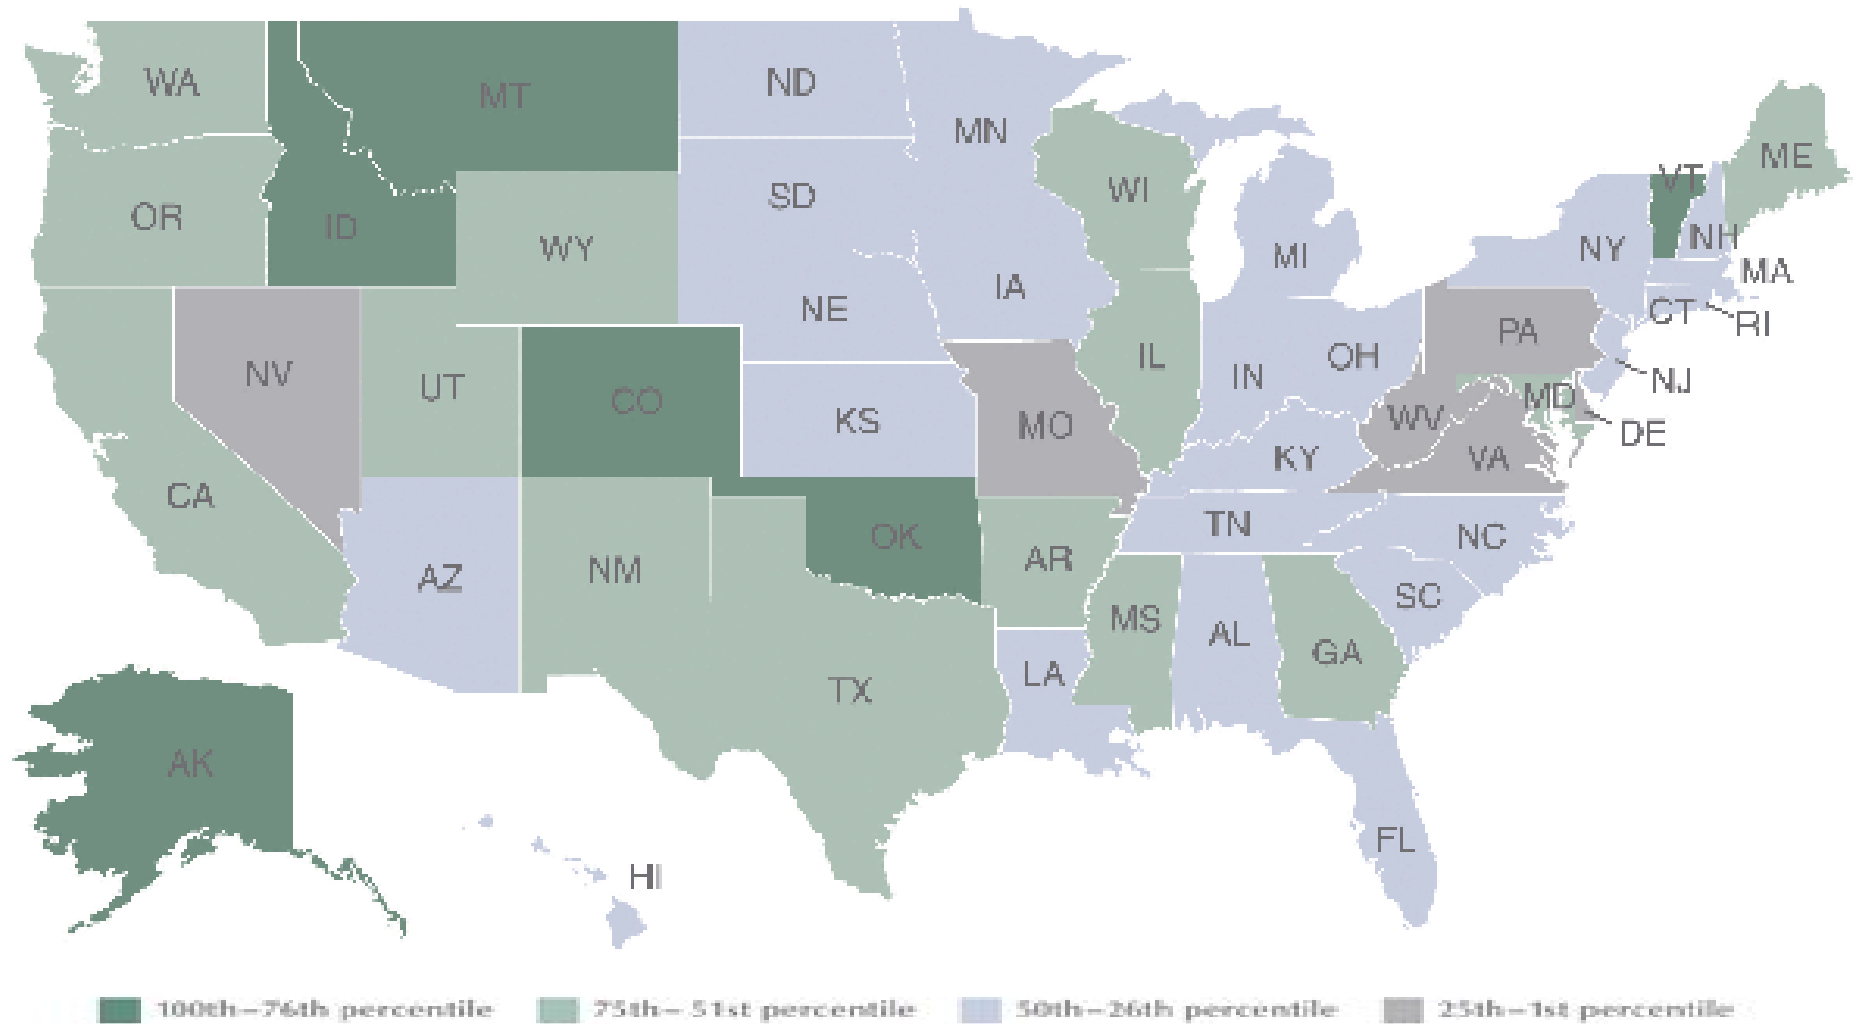 WA
MT
ND
MN
ME
OR
ID
WY
SD
WI
VT
NH
NY
MI
MA
NE
IA
CT
RI
NV
UT
CO
KS
MO
IL
IN
OH
PA
NJ
WV
MD
DE
VA
KY
CA
AZ
NM
OK
AR
TN
NC
SC
MS
AL
GA
LA
TX
AK
HI
FL
100th–76th percentile
75th–51st percentile
50th–26th percentile
25th–1st percentile